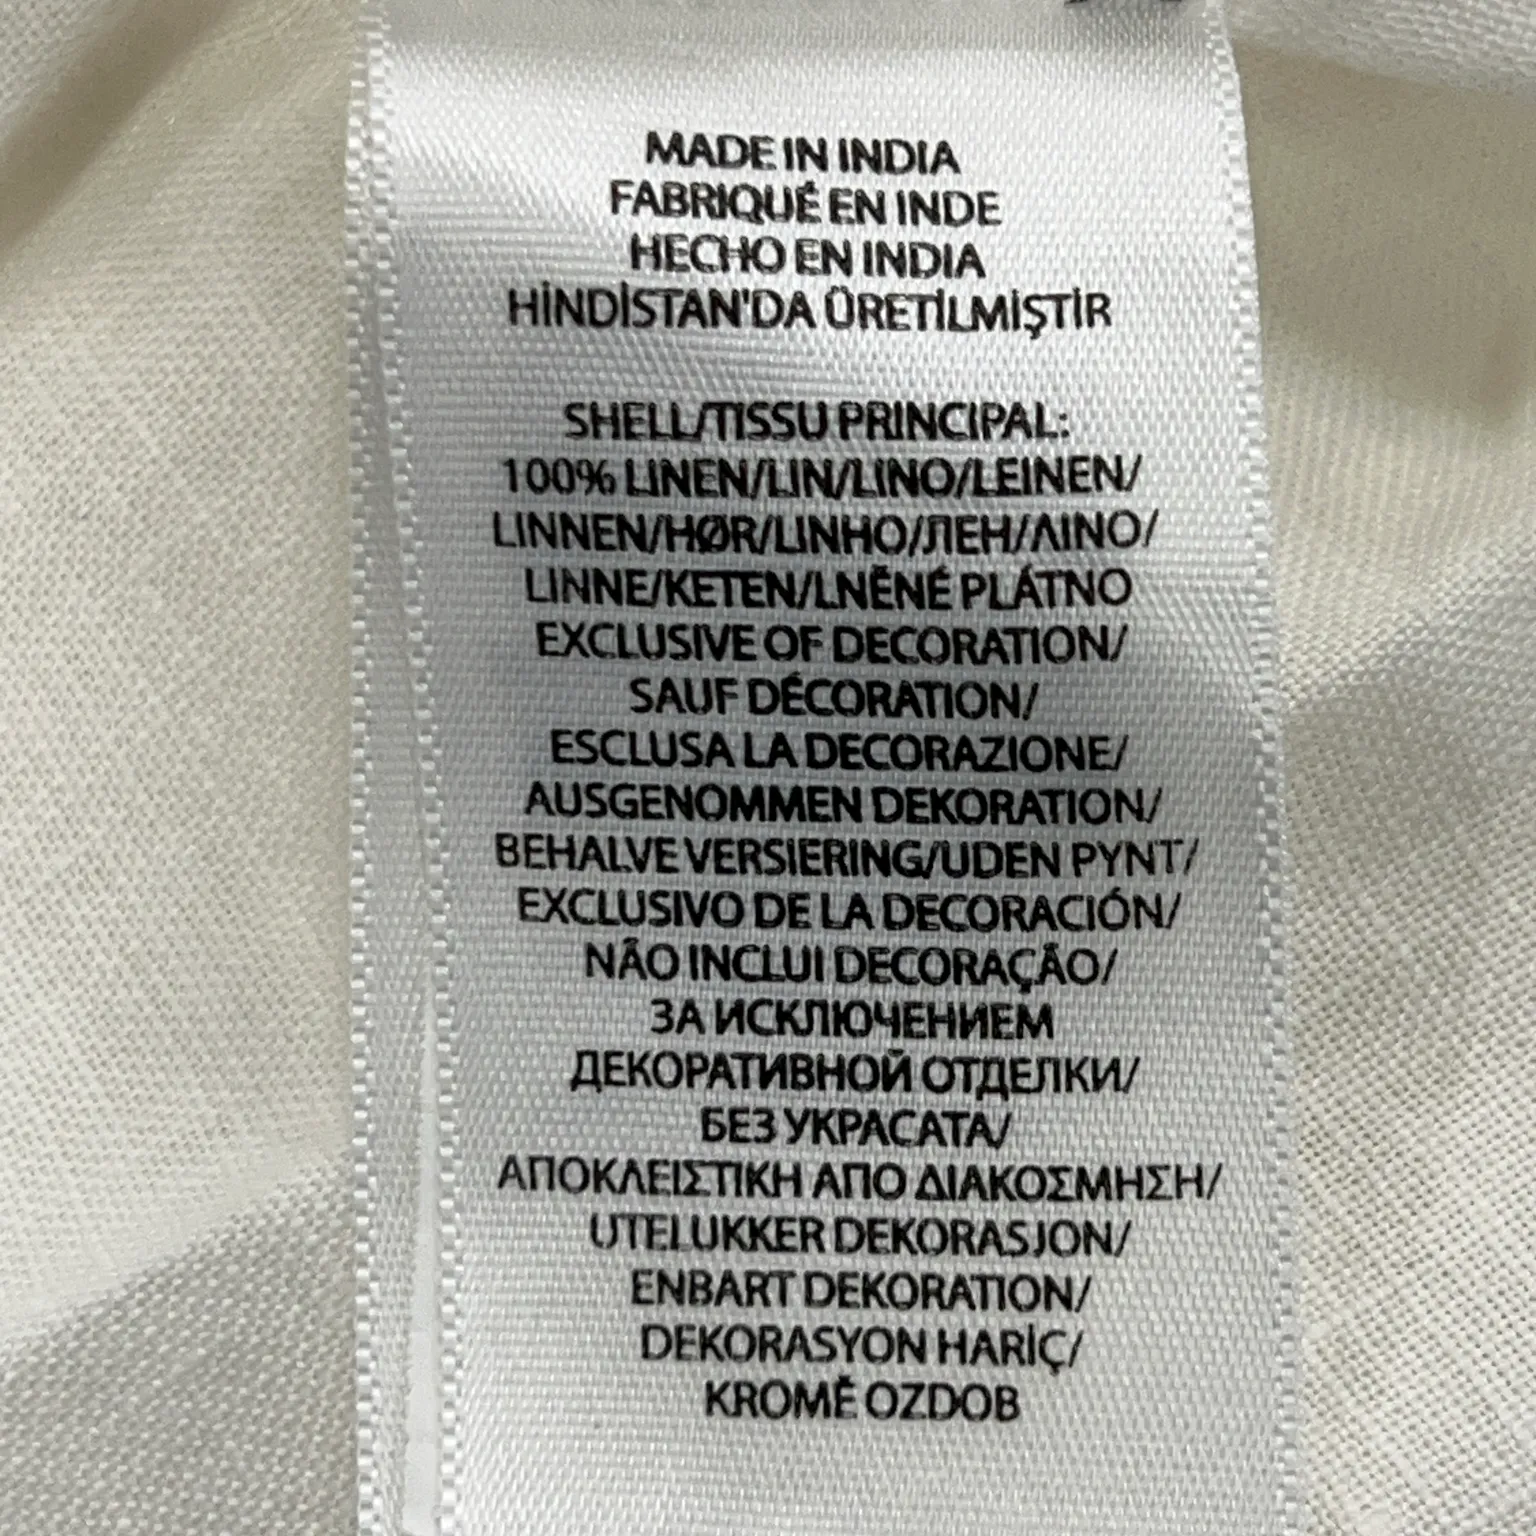 MADE IN INDIA
FABRIQUÉ EN INDE
HECHO EN INDIA
HİNDİSTAN'DA ÜRETİLMİŞTİR
SHELL/TISSU PRINCIPAL:
100% LINEN/LIN/LINO/LEINEN/
LINNEN/HØR/LINHO/ЛЕН/ΛΙΝΟ/
LINNE/KETEN/LNĚNÉ PLÁTNO
EXCLUSIVE OF DECORATION/
SAUF DÉCORATION/
ESCLUSA LA DECORAZIONE/
AUSGENOMMEN DEKORATION/
BEHALVE VERSIERING/UDEN PYNT/
EXCLUSIVO DE LA DECORACIÓN/
NÃO INCLUI DECORAÇÃO/
ЗА ИСКЛЮЧЕНИЕМ
ДЕКОРАТИВНОЙ ОТДЕЛКИ/
БЕЗ УКРАСАТА/
ΑΠΟΚΛΕΙΣΤΙΚΗ ΑΠΟ ΔΙΑΚΟΣΜΗΣΗ/
UTELUKKER DEKORASJON/
ENBART DEKORATION/
DEKORASYON HARİÇ/
KROMĚ OZDOB